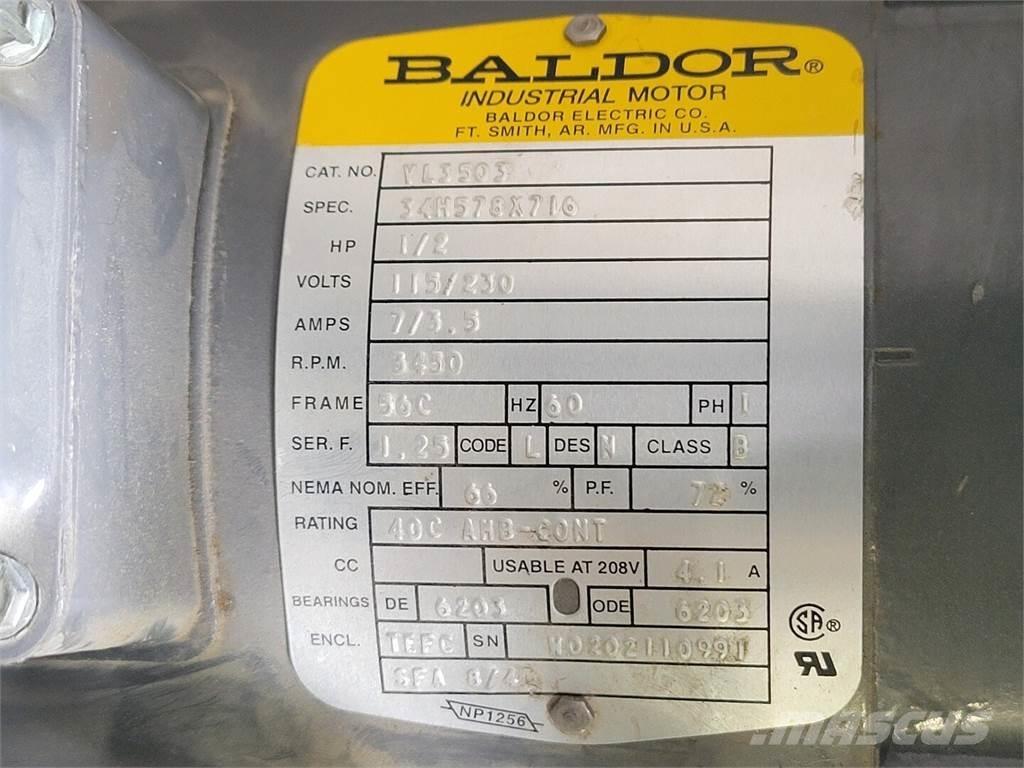 BALDOR®
INDUSTRIAL MOTOR
BALDOR ELECTRIC CO.
FT. SMITH, AR. MFG. IN U.S.A.
CAT. NO. VL3503
SPEC. 34H578X716
HP 1/2
VOLTS 115/230
AMPS 7/3.5
R.P.M. 3450
FRAME 56C HZ 60 PH 1
SER. F. 1.25 CODE L DES N CLASS B
NEMA NOM. EFF. 66 % P.F. %
RATING 40C AMB-CONT
CC USABLE AT 208V 4.1 A
BEARINGS DE 6203 ODE 6203
ENCL. TEFC SN
SFA
NP1256
SA®
MASCUS